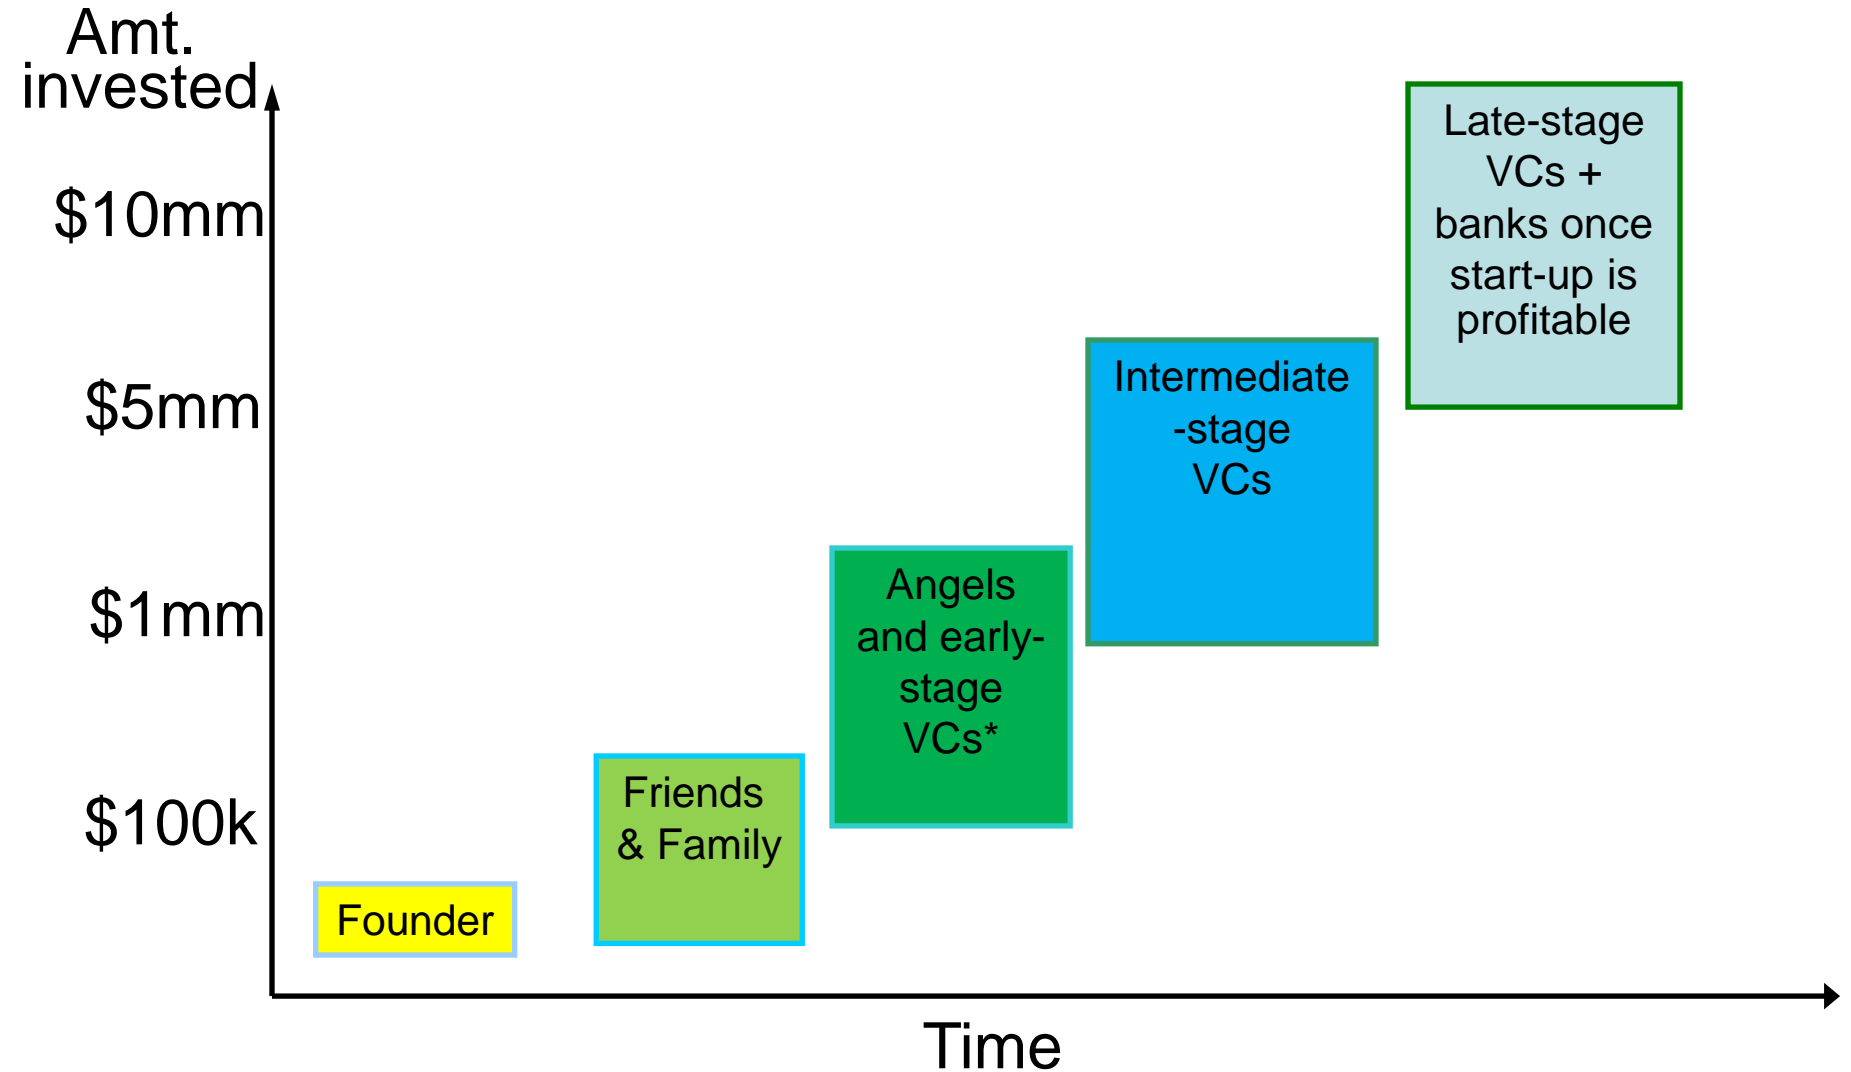 Amt.
invested
$10mm
$5mm
$1mm
$100k
Late-stage
VCs +
banks once
start-up is
profitable
Intermediate
-stage
VCs
Angels
and early-
stage
VCs*
Friends
& Family
Founder
Time